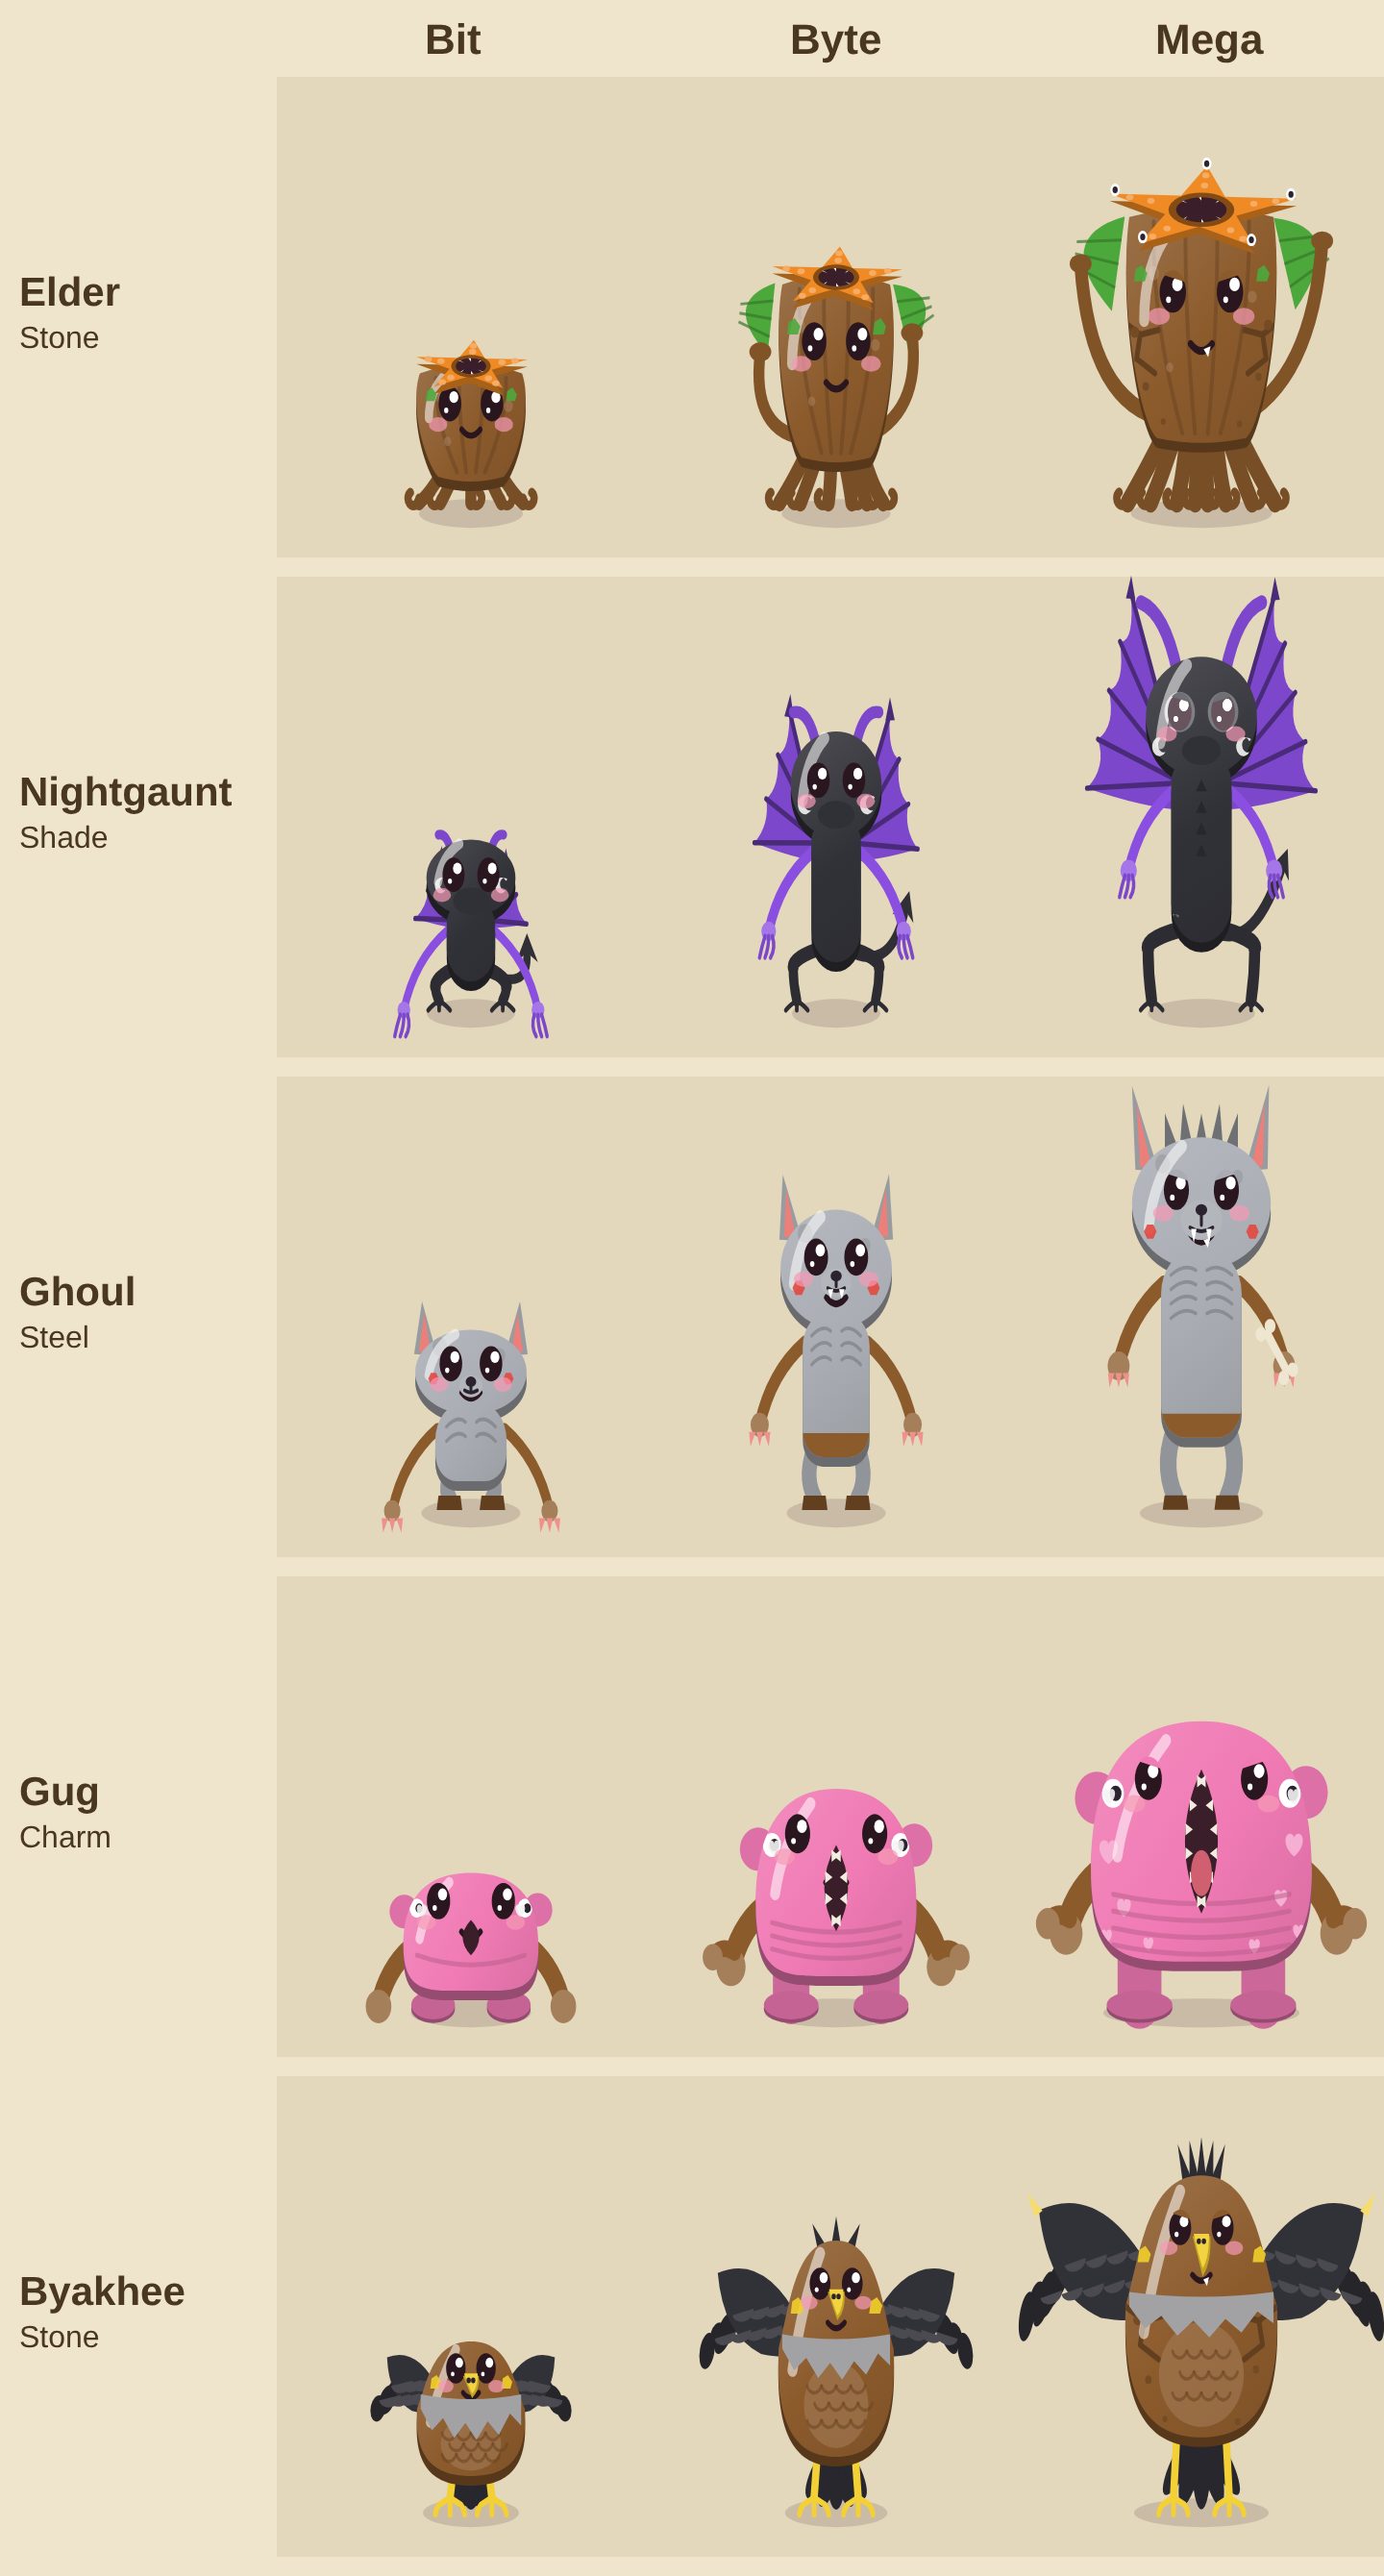 Bit Byte Mega
Elder
Stone
Nightgaunt
Shade
Ghoul
Steel
Gug
Charm
Byakhee
Stone